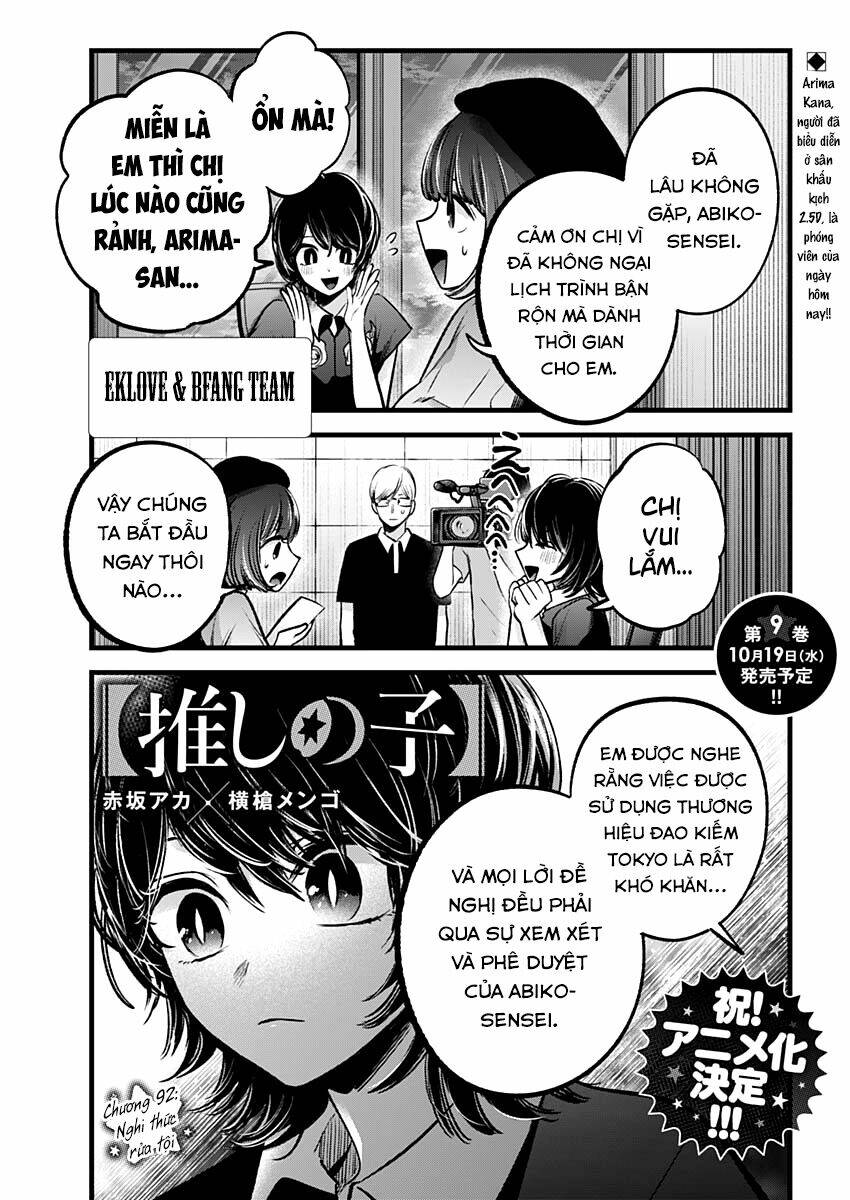 Arima
Kana,
người đã
biểu diễn
ở sân
khấu
kịch
2.5D, là
phóng
viên của
ngày
hôm
nay!!
ĐÃ
LÂU KHÔNG
GẶP, ABIKO-
SENSEI.
CẢM ƠN CHỊ VÌ
ĐÃ KHÔNG NGẠI
LỊCH TRÌNH BẬN
RỘN MÀ DÀNH
THỜI GIAN
CHO EM.
ỔN MÀ!
MIỄN LÀ
EM THÌ CHỊ
LÚC NÀO CŨNG
RẢNH, ARIMA-
SAN...
EKLOVE & BFANG TEAM
CHỊ
VUI
LẮM...
VẬY CHÚNG
TA BẮT ĐẦU
NGAY THÔI
NÀO...
第9巻
10月19日(水)
発売予定
!!
【推しの子】
赤坂アカ×横槍メンゴ
EM ĐƯỢC NGHE
RẰNG VIỆC ĐƯỢC
SỬ DỤNG THƯƠNG
HIỆU ĐAO KIẾM
TOKYO LÀ RẤT
KHÓ KHĂN...
VÀ MỌI LỜI ĐỀ
NGHỊ ĐỀU PHẢI
QUA SỰ XEM XÉT
VÀ PHÊ DUYỆT
CỦA ABIKO-
SENSEI.
祝!
アニメ化
決定
!!!
Chương 92:
Nghi thức
rửa tội